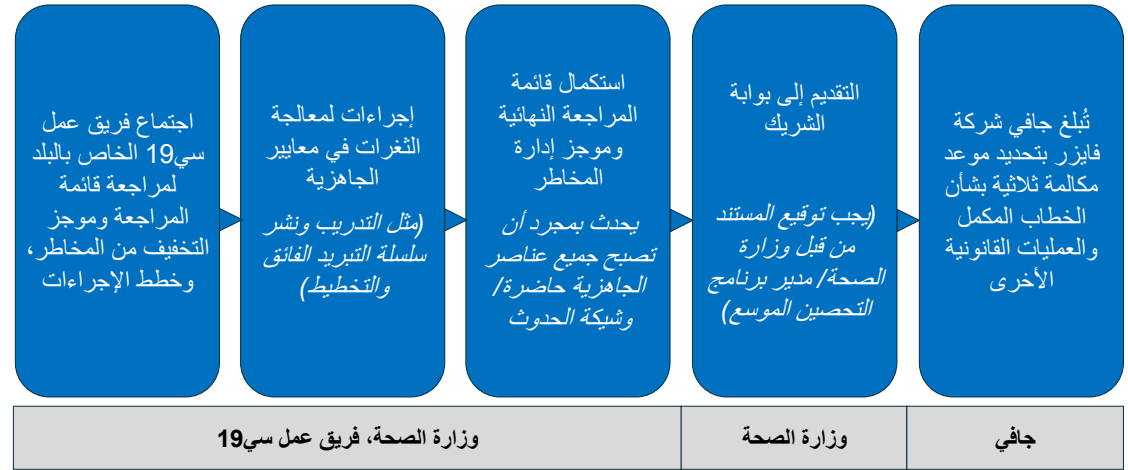 اجتماع فريق عمل
سي19 الخاص بالبلد
لمراجعة قائمة
المراجعة وموجز
التخفيف من المخاطر،
وخطط الإجراءات
إجراءات لمعالجة
الثغرات في معايير
الجاهزية
(مثل التدريب ونشر
سلسلة التبريد الفائق
والتخطيط)
استكمال قائمة
المراجعة النهائية
وموجز إدارة
المخاطر
يحدث بمجرد أن
تصبح جميع عناصر
الجاهزية حاضرة/
وشيكة الحدوث
التقديم إلى بوابة
الشريك
(يجب توقيع المستند
من قبل وزارة
الصحة/ مدير برنامج
التحصين الموسع)
تُبلغ جافي شركة
فايزر بتحديد موعد
مكالمة ثلاثية بشأن
الخطاب المكمل
والعمليات القانونية
الأخرى
وزارة الصحة، فريق عمل سي19
وزارة الصحة
جافي